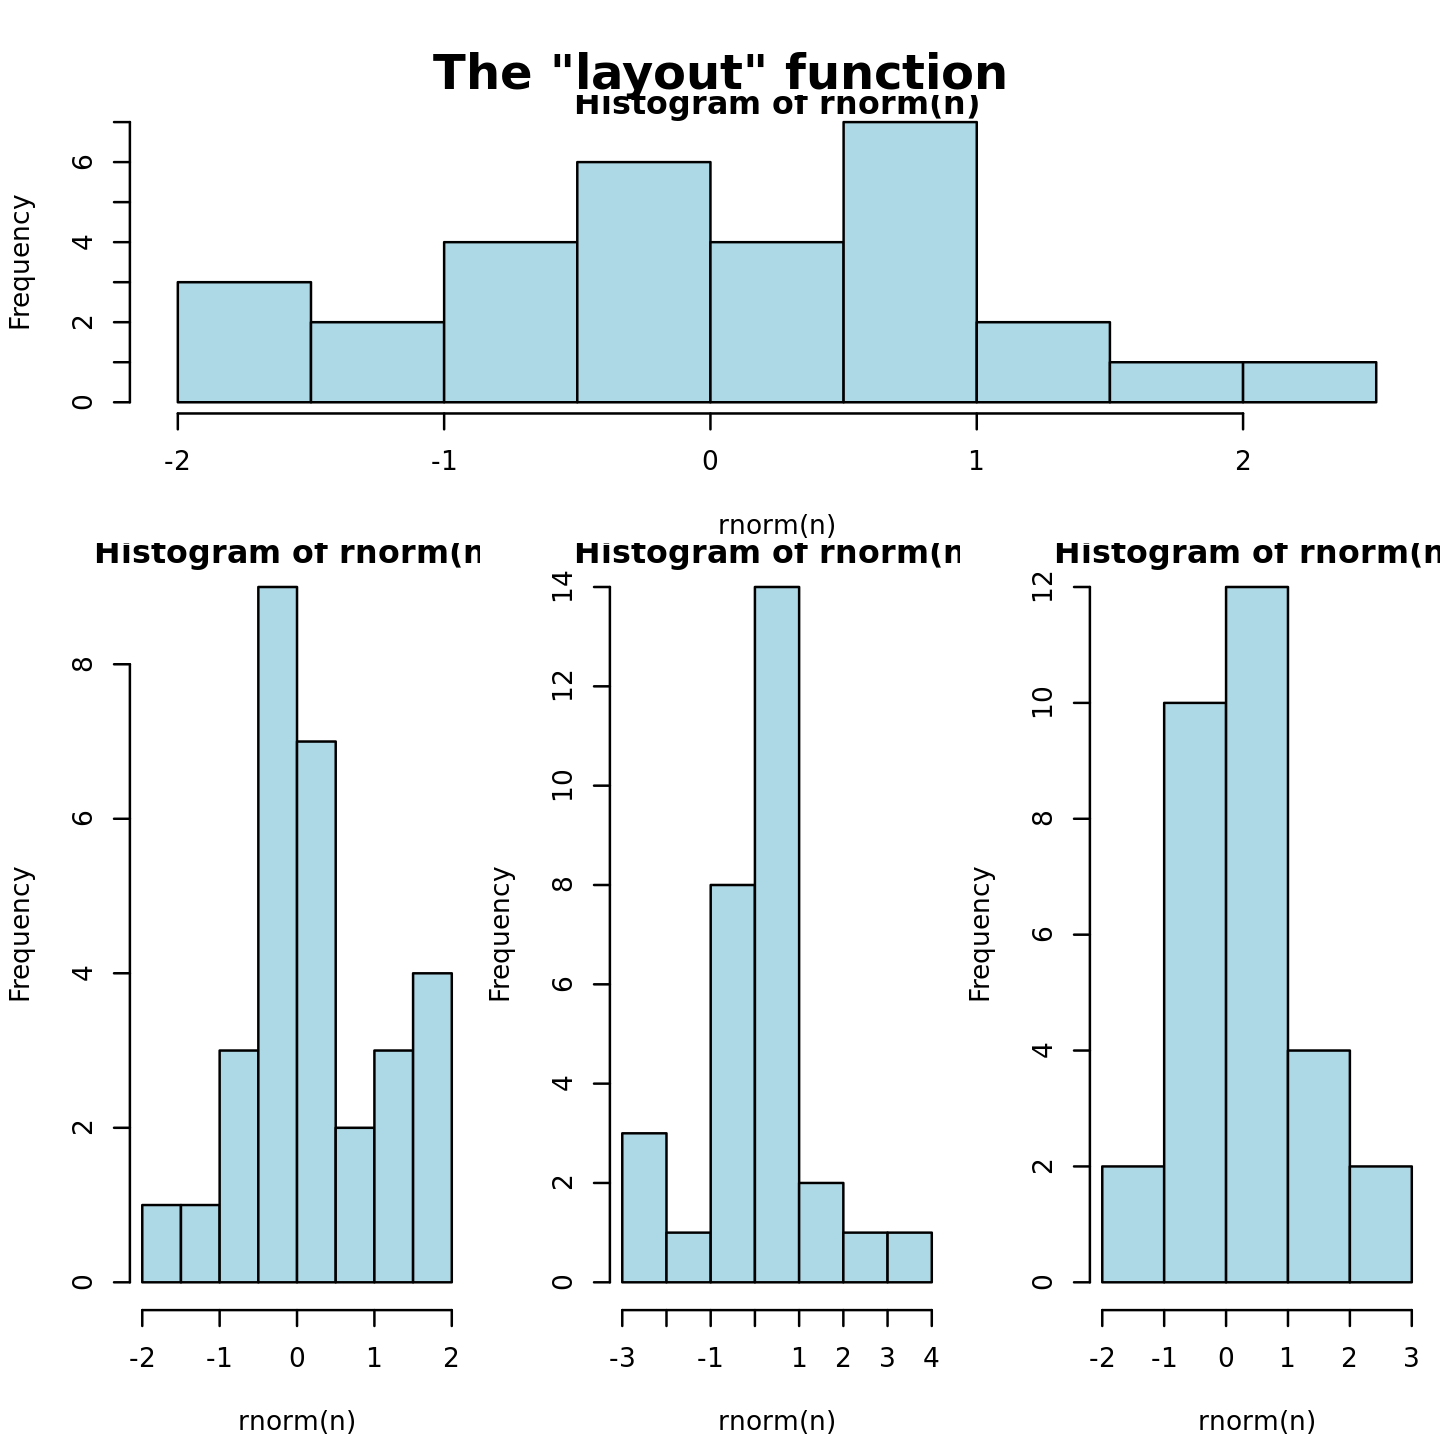 The "layout" function
Histogram of rnorm(n)
Frequency
6
4
2
0
-2 -1 0 1 2
rnorm(n)
Histogram of rnorm(n
Frequency
8
6
4
2
0
-2 -1 0 1 2
rnorm(n)
Histogram of rnorm(n
Frequency
14
12
10
8
6
4
2
0
-3 -1 1 2 3 4
rnorm(n)
Histogram of rnorm(n
Frequency
12
10
8
6
4
2
0
-2 -1 0 1 2 3
rnorm(n)